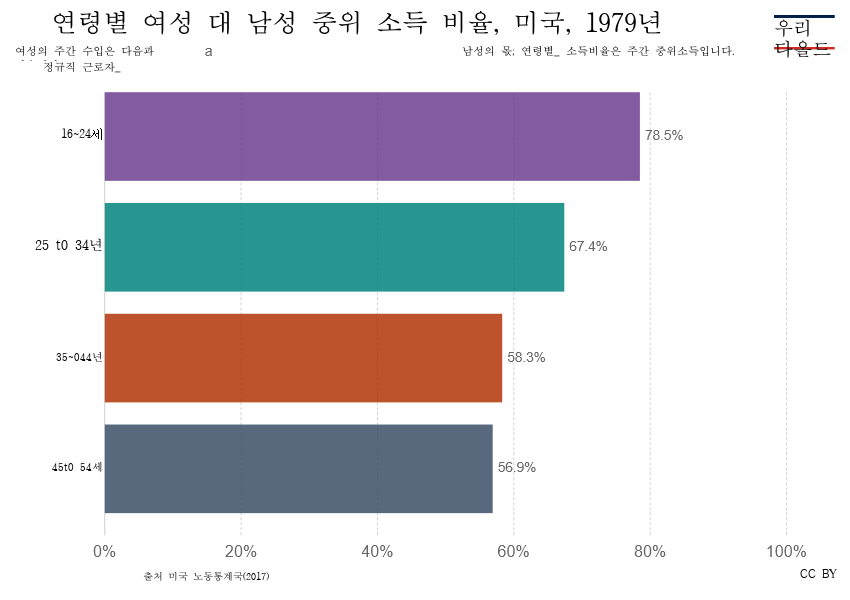 연령별 여성 대 남성 중위 소득 비율, 미국, 1979년
우리
다올드
여성의 주간 수입은 다음과 a 남성의 몫; 연령별_ 소득비율은 주간 중위소득입니다.
정규직 근로자_
16~24세
78.5%
25 t0 34년
67.4%
35~044년
58.3%
45t0 54세
56.9%
0% 20% 40% 60% 80% 100%
출처 미국 노동통계국(2017)
CC BY